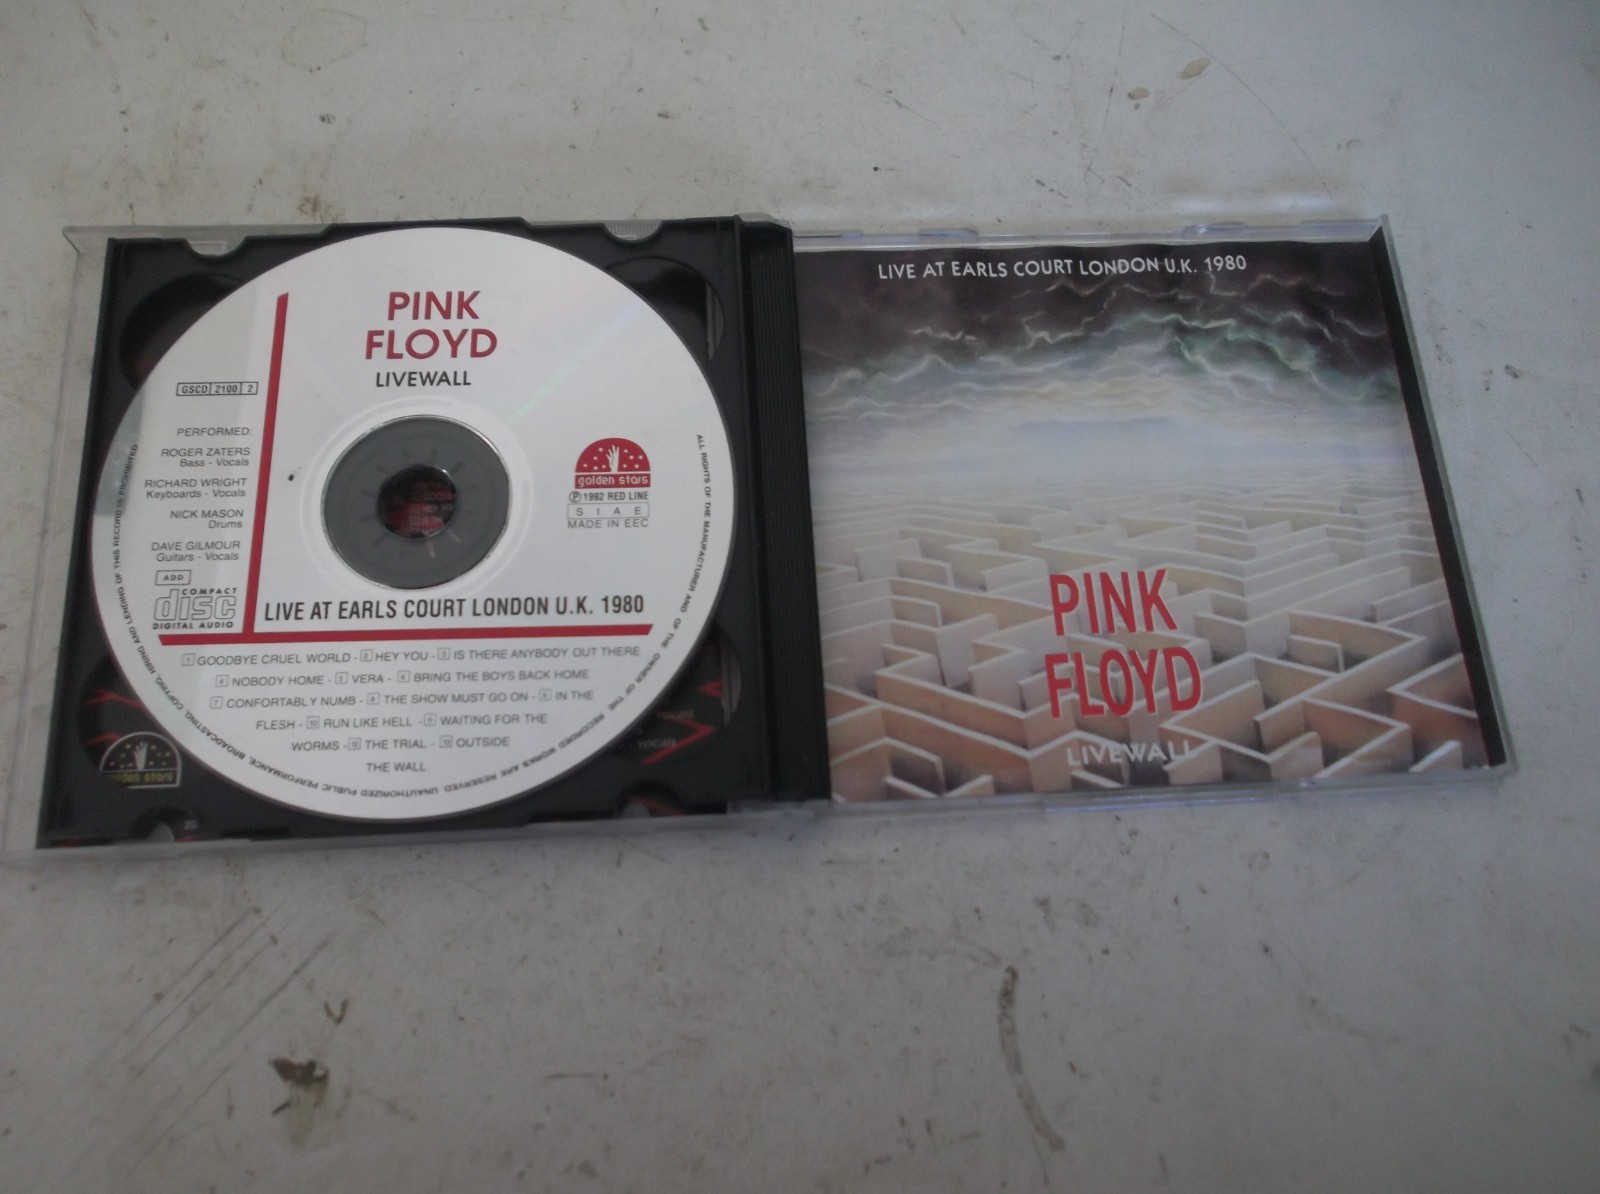 PINK
FLOYD
LIVEWALL
GSCD 2100 2
PERFORMED:
ROGER ZATERS
Bass - Vocals
RICHARD WRIGHT
Keyboards - Vocals
NICK MASON
Drums
DAVE GILMOUR
Guitars - Vocals
ADD
COMPACT
disc
DIGITAL AUDIO
golden stars
Ⓟ 1992 RED LINE
S I A E
MADE IN EEC
LIVE AT EARLS COURT LONDON U.K. 1980
1 GOODBYE CRUEL WORLD - 2 HEY YOU - 3 IS THERE ANYBODY OUT THERE
4 NOBODY HOME - 5 VERA - 6 BRING THE BOYS BACK HOME
7 CONFORTABLY NUMB - 8 THE SHOW MUST GO ON - 9 IN THE
FLESH - 10 RUN LIKE HELL - 11 WAITING FOR THE
WORMS - 12 THE TRIAL - 13 OUTSIDE
THE WALL
ALL RIGHTS OF THE MANUFACTURER AND OF THE OWNER OF THE RECORDED WORKS ARE RESERVED. UNAUTHORIZED PUBLIC PERFORMANCE, BROADCASTING, COPYING, HIRING AND LENDING OF THIS RECORD IS PROHIBITED
golden stars
vocals
LIVE AT EARLS COURT LONDON U.K. 1980
PINK
FLOYD
LIVEWALL